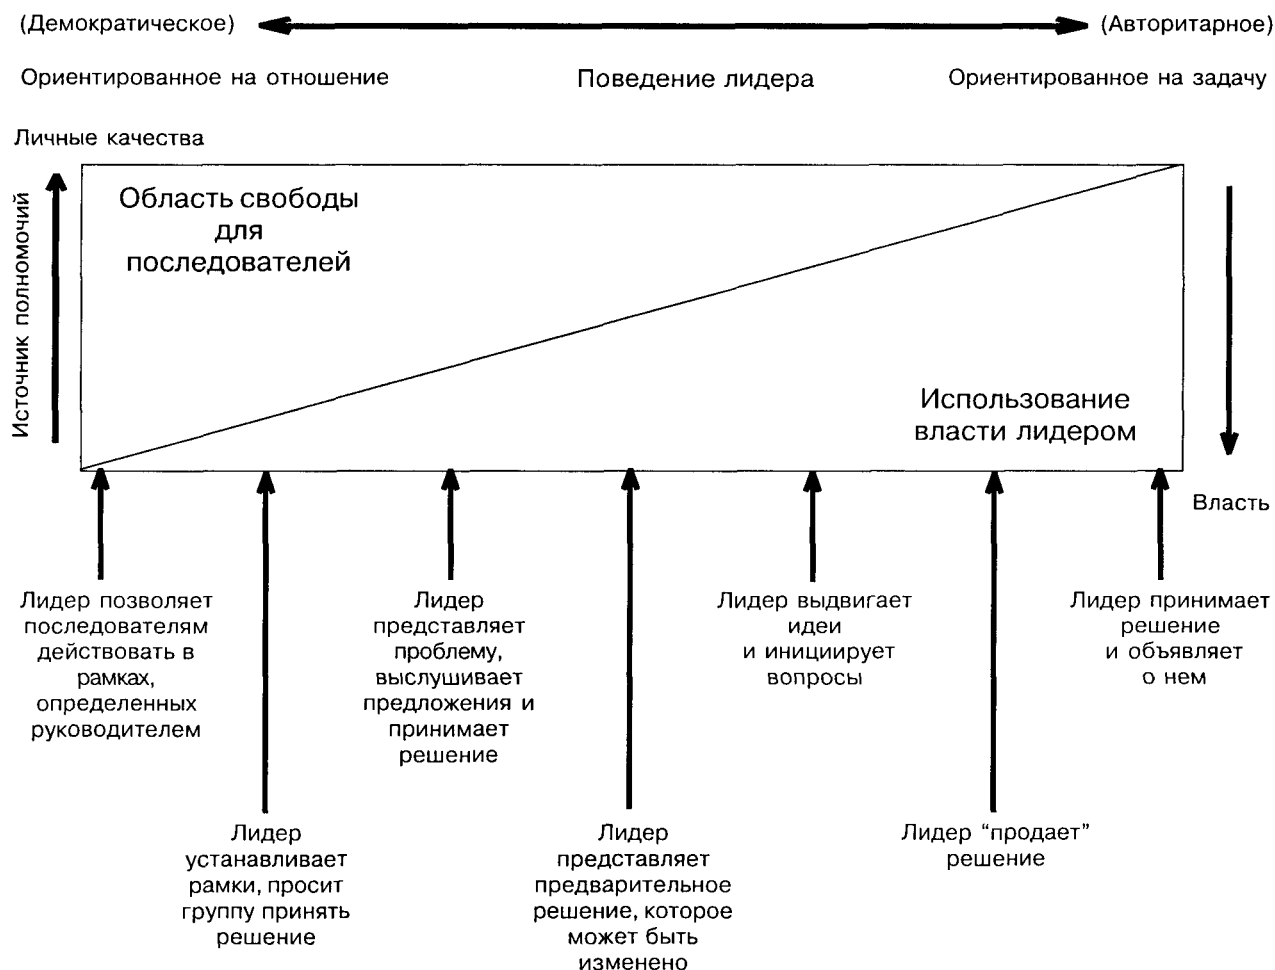 (Демократическое)
(Авторитарное)
Ориентированное на отношение
Поведение лидера
Ориентированное на задачу
Личные качества
Источник полномочий
Область свободы
для
последователей
Использование
власти лидером
Власть
Лидер позволяет
последователям
действовать в
рамках,
определенных
руководителем
Лидер
устанавливает
рамки, просит
группу принять
решение
Лидер
представляет
проблему,
выслушивает
предложения и
принимает
решение
Лидер
представляет
предварительное
решение, которое
может быть
изменено
Лидер выдвигает
идеи
и инициирует
вопросы
Лидер “продает”
решение
Лидер принимает
решение
и объявляет
о нем